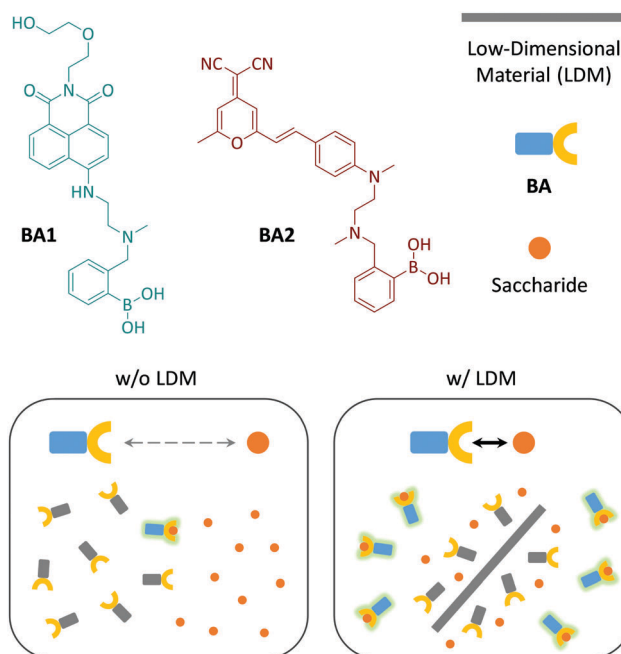 HO
O
N
O
O
HN
N
B
OH
OH
BA1
NC
CN
O
N
N
B
OH
OH
BA2
Low-Dimensional
Material (LDM)
BA
Saccharide
w/o LDM
w/ LDM